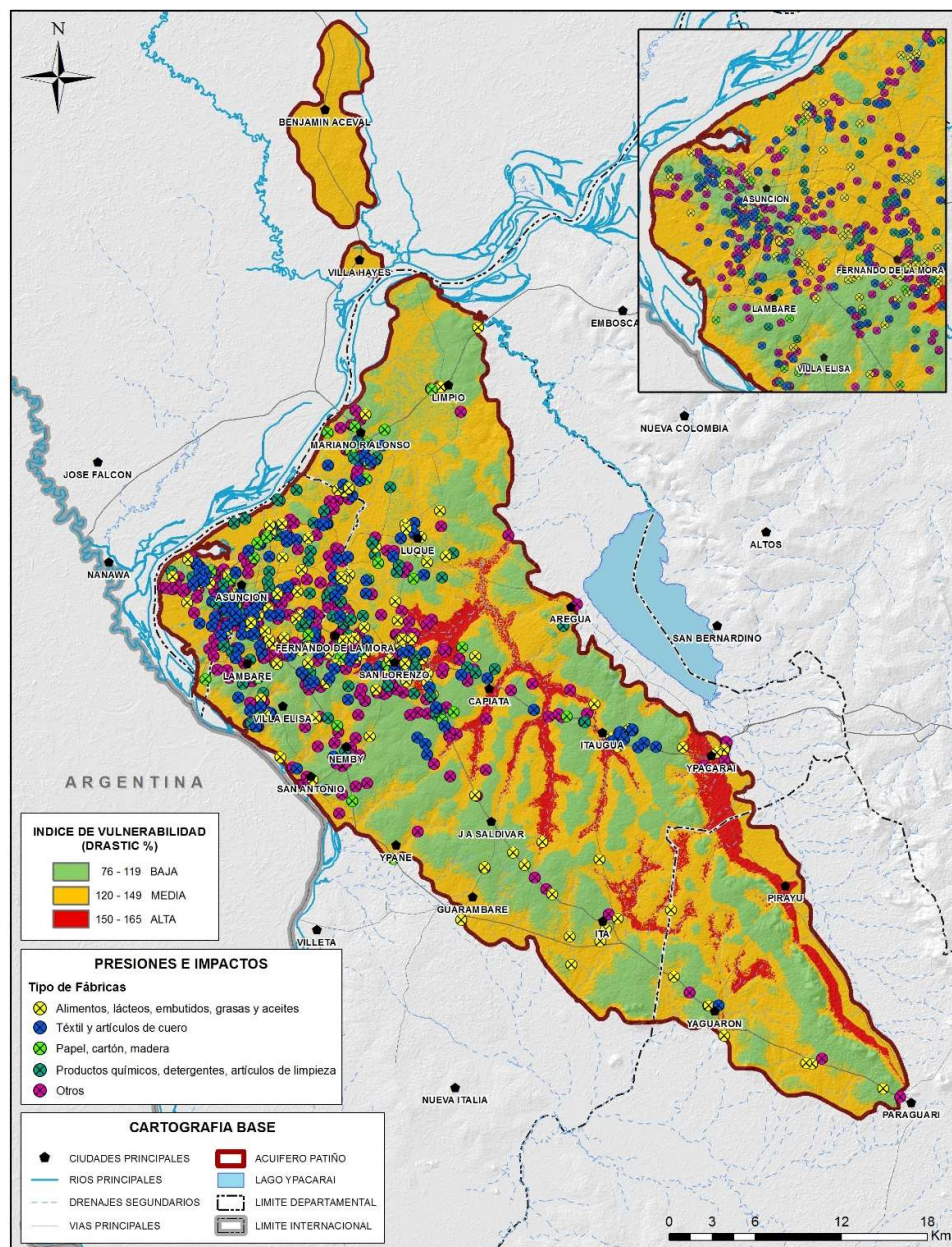 N
BENJAMIN ACEVAL
VILLA HAYES
EMBOSCA
LIMPIO
NUEVA COLOMBIA
MARIANO R ALONSO
JOSE FALCON
ALTOS
LUQUE
NANAWA
ASUNCION
AREGUA
SAN BERNARDINO
FERNANDO DE LA MORA
LAMBARE
SAN LORENZO
CAPIATA
VILLA ELISA
ITAUGUA
NEMBY
YPACARAI
ARGENTINA
SAN ANTONIO
J A SALDIVAR
YPANE
PIRAYU
GUARAMBARE
ITA
VILLETA
YAGUARON
NUEVA ITALIA
PARAGUARI
ASUNCION
FERNANDO DE LA MORA
LAMBARE
VILLA ELISA
INDICE DE VULNERABILIDAD
(DRASTIC %)
76 - 119 BAJA
120 - 149 MEDIA
150 - 165 ALTA
PRESIONES E IMPACTOS
Tipo de Fábricas
Alimentos, lácteos, embutidos, grasas y aceites
Téxtil y artículos de cuero
Papel, cartón, madera
Productos químicos, detergentes, artículos de limpieza
Otros
CARTOGRAFIA BASE
CIUDADES PRINCIPALES
ACUIFERO PATIÑO
RIOS PRINCIPALES
LAGO YPACARAI
DRENAJES SEGUNDARIOS
LIMITE DEPARTAMENTAL
VIAS PRINCIPALES
LIMITE INTERNACIONAL
0 3 6 12 18
Km